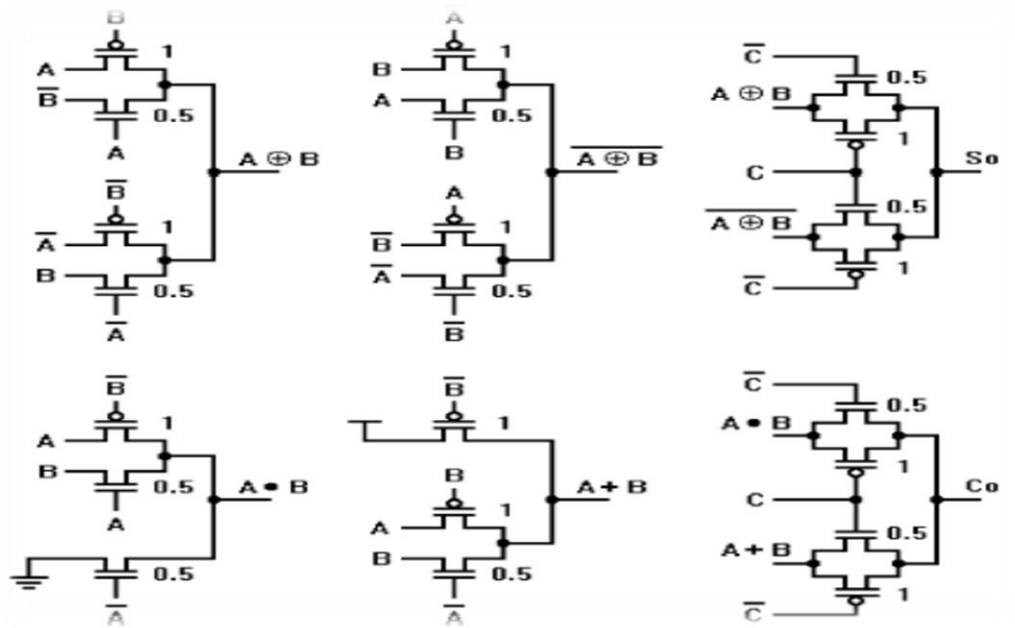 B
A 1
B̅ 0.5
A
A ⊕ B
B̅
A̅ 1
B 0.5
A̅
A̅
B 1
A 0.5
B
A̅ ⊕̅ B̅
A
B̅ 1
A̅ 0.5
B̅
C̅
0.5
A ⊕ B
1
C
So
0.5
A̅ ⊕̅ B̅
1
C̅
B̅
A 1
B 0.5
A
A • B
0.5
A̅
B̅
1
A + B
B
A 1
B 0.5
A̅
C̅
0.5
A • B
1
C
Co
0.5
A + B
1
C̅